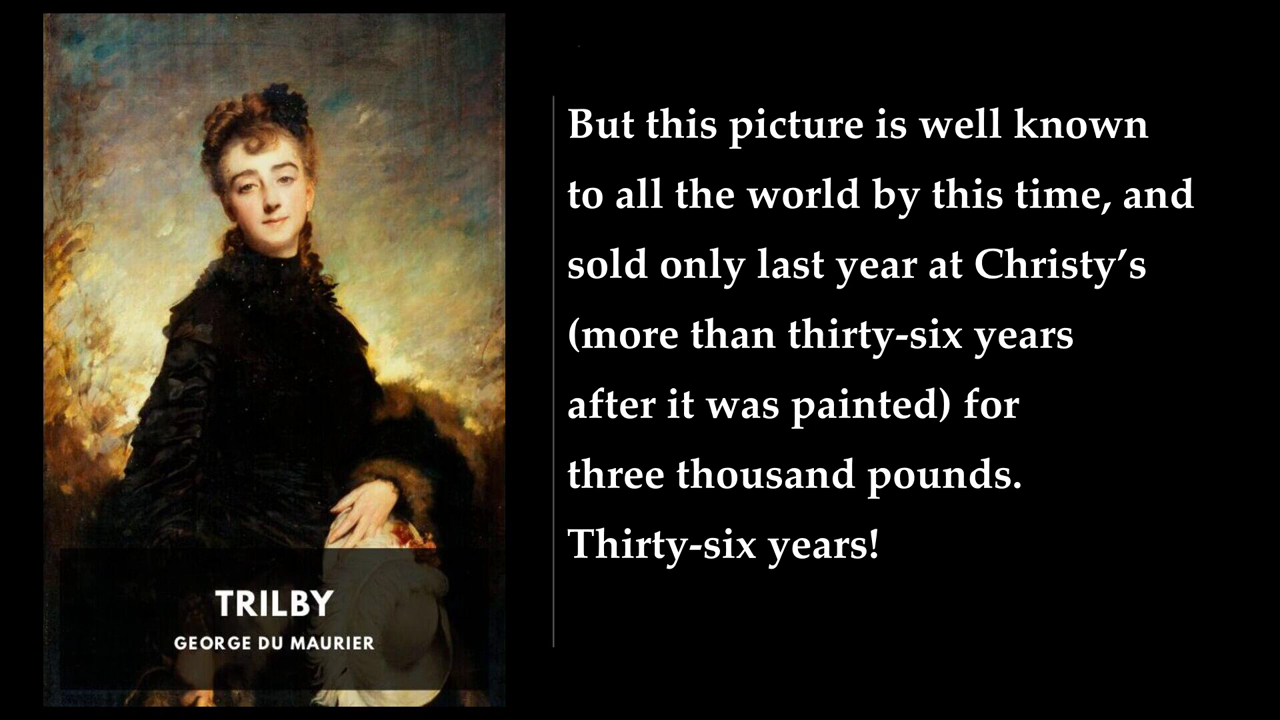 TRILBY
GEORGE DU MAURIER
But this picture is well known
to all the world by this time, and
sold only last year at Christy’s
(more than thirty-six years
after it was painted) for
three thousand pounds.
Thirty-six years!